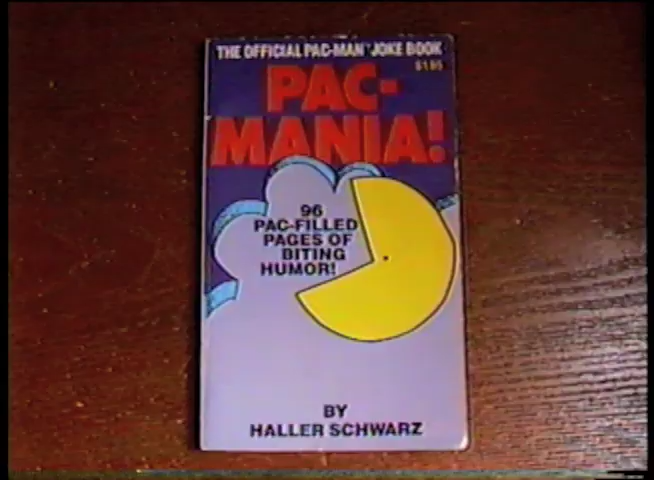 THE OFFICIAL PAC-MAN™ JOKE BOOK
$1.95
PAC-
MANIA!
96
PAC-FILLED
PAGES OF
BITING
HUMOR!
BY
HALLER SCHWARZ